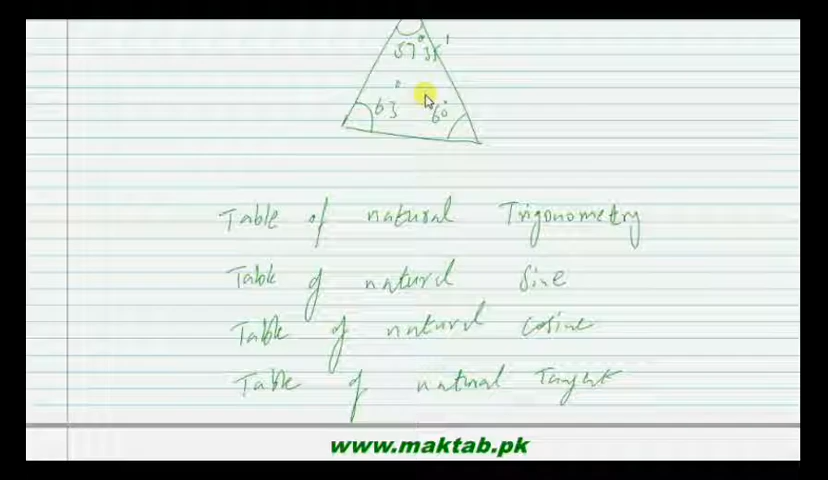 57° 35'
63° 60°
Table of natural Trigonometry
Table of natural Sine
Table of natural cosine
Table of natural Tangent
www.maktab.pk